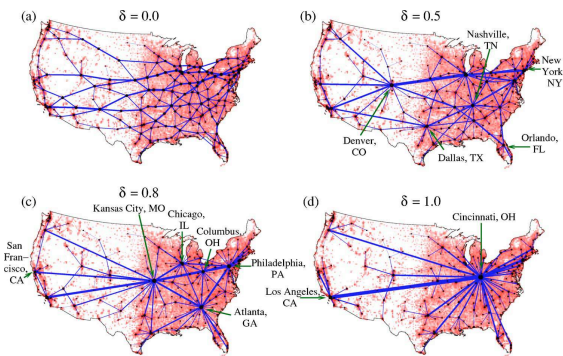 (a) δ = 0.0
(b) δ = 0.5
Nashville,
TN
New
York
NY
Denver,
CO
Dallas, TX
Orlando,
FL
(c) δ = 0.8
Kansas City, MO
Chicago,
IL
Columbus,
OH
San
Fran–
cisco,
CA
Philadelphia,
PA
Atlanta,
GA
(d) δ = 1.0
Cincinnati, OH
Los Angeles,
CA